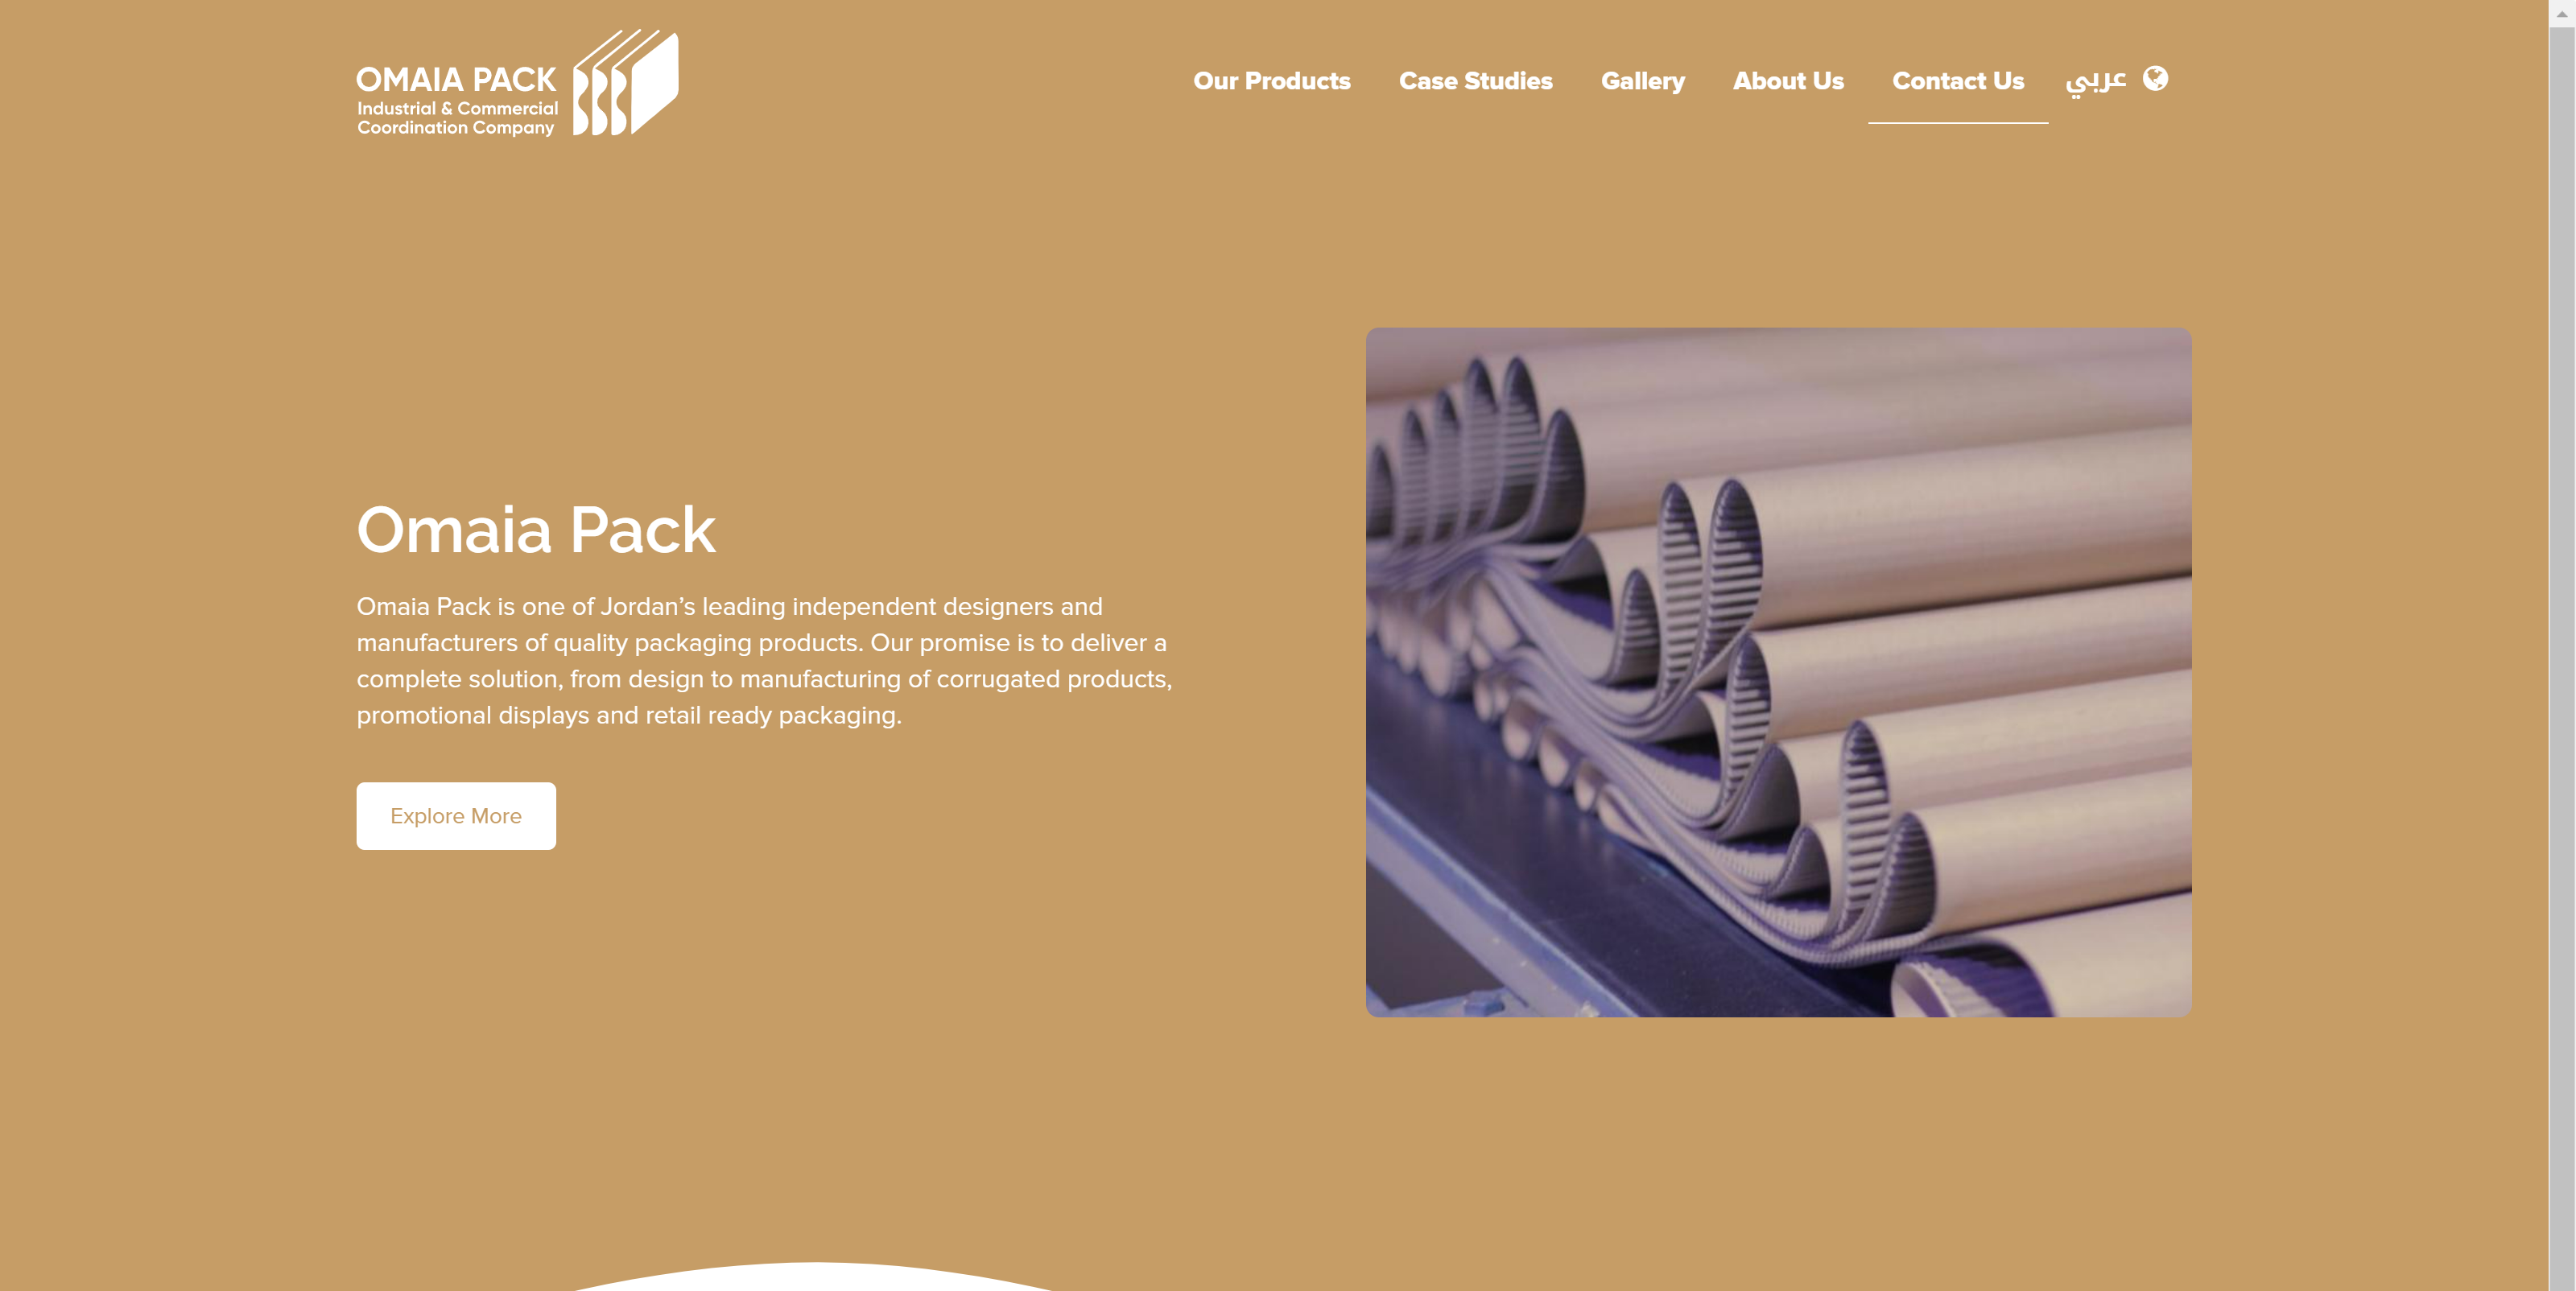 OMAIA PACK
Industrial & Commercial
Coordination Company
Our Products
Case Studies
Gallery
About Us
Contact Us
عربي
Omaia Pack
Omaia Pack is one of Jordan’s leading independent designers and
manufacturers of quality packaging products. Our promise is to deliver a
complete solution, from design to manufacturing of corrugated products,
promotional displays and retail ready packaging.
Explore More